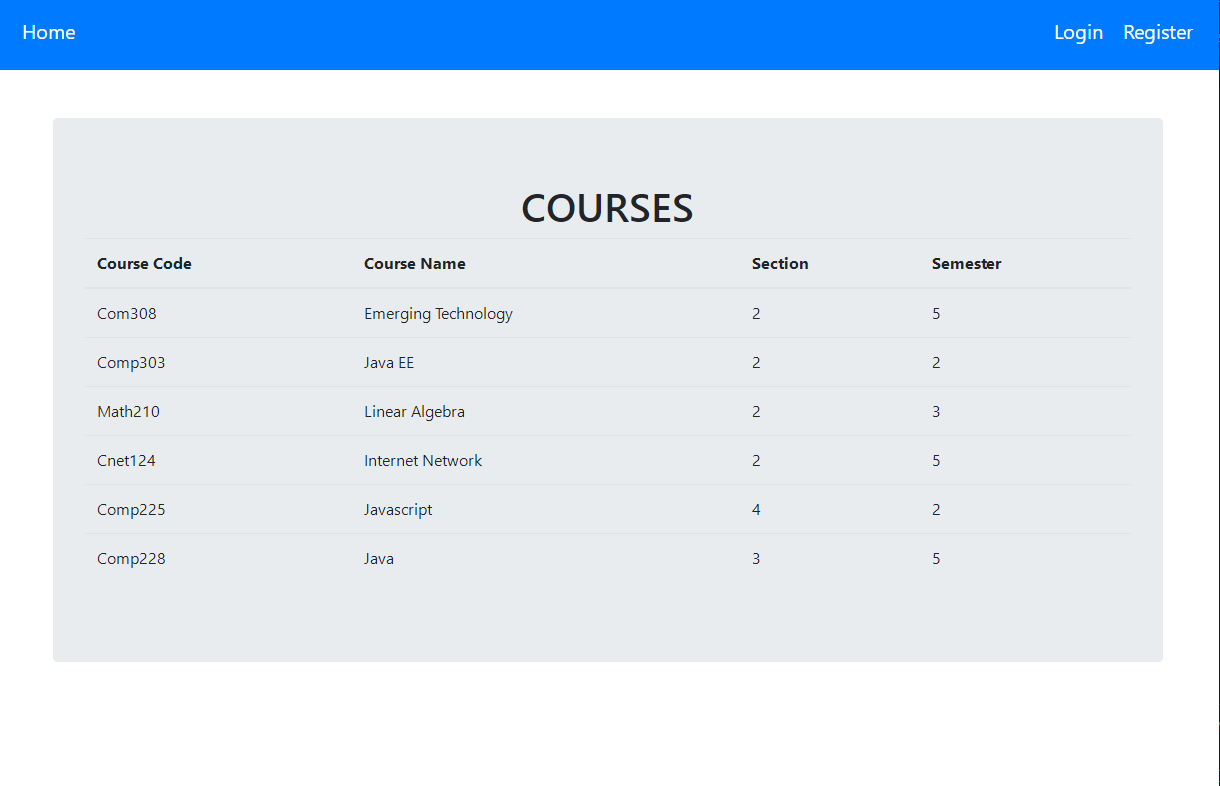 Home Login Register
COURSES
Course Code Course Name Section Semester
Com308 Emerging Technology 2 5
Comp303 Java EE 2 2
Math210 Linear Algebra 2 3
Cnet124 Internet Network 2 5
Comp225 Javascript 4 2
Comp228 Java 3 5